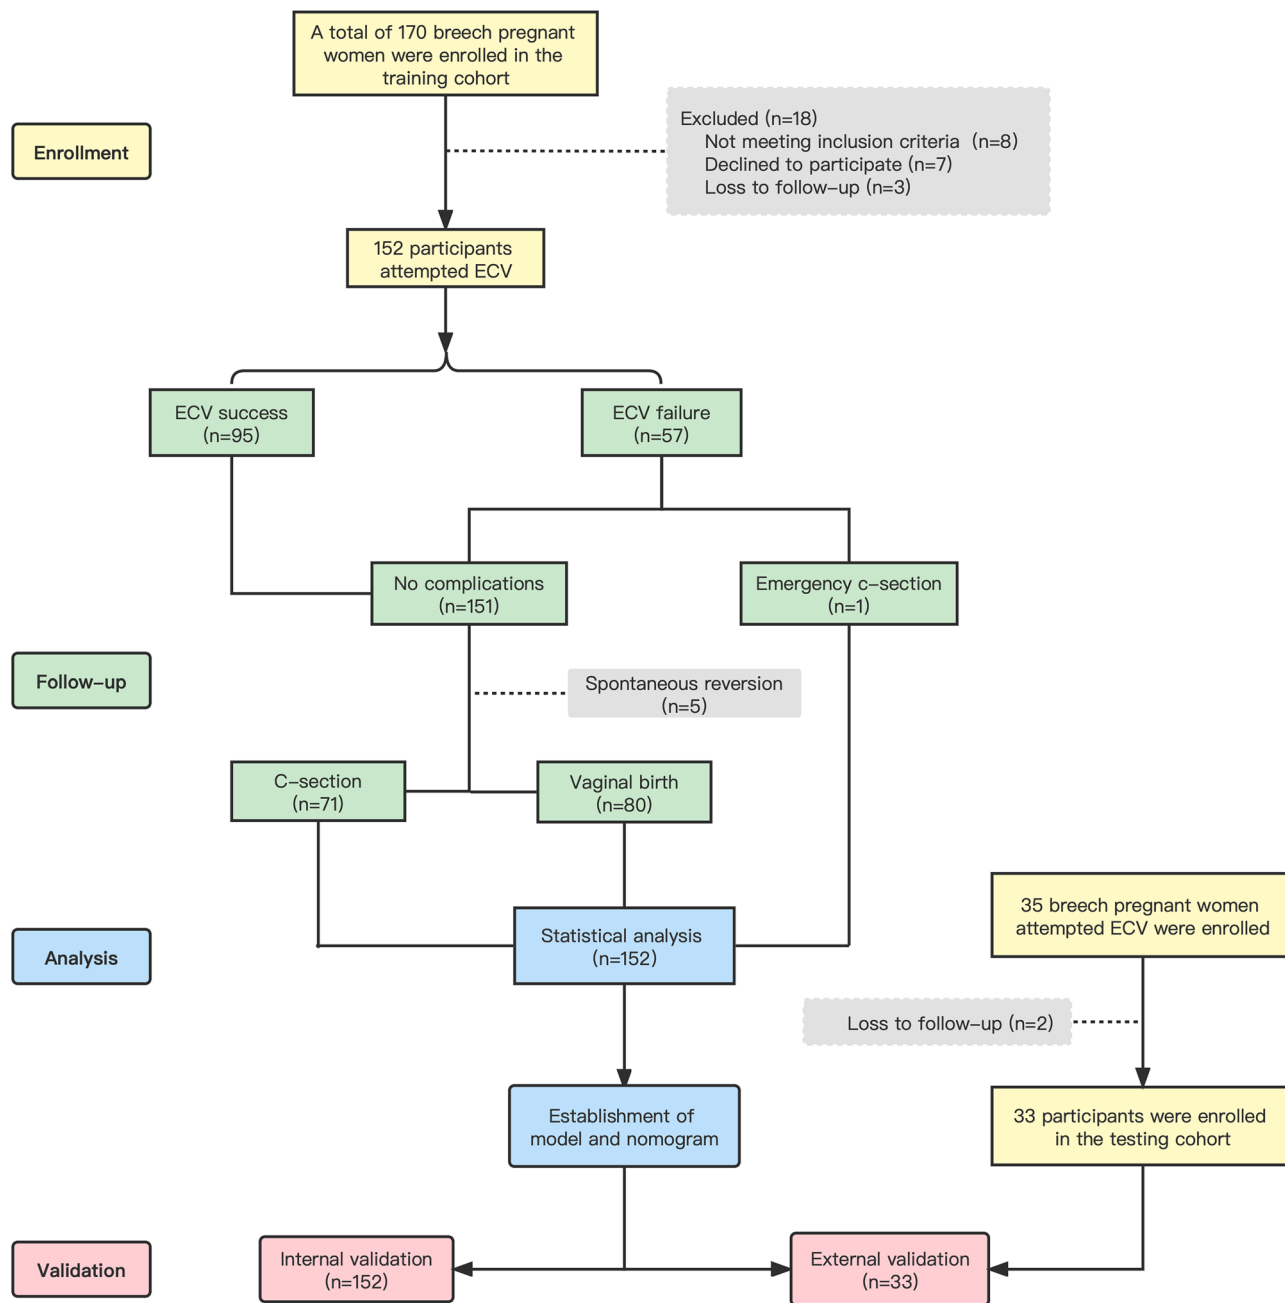 A total of 170 breech pregnant
women were enrolled in the
training cohort
Enrollment
Excluded (n=18)
Not meeting inclusion criteria (n=8)
Declined to participate (n=7)
Loss to follow-up (n=3)
152 participants
attempted ECV
ECV success
(n=95)
ECV failure
(n=57)
No complications
(n=151)
Emergency c-section
(n=1)
Follow-up
Spontaneous reversion
(n=5)
C-section
(n=71)
Vaginal birth
(n=80)
35 breech pregnant women
attempted ECV were enrolled
Analysis
Statistical analysis
(n=152)
Loss to follow-up (n=2)
Establishment of
model and nomogram
33 participants were enrolled
in the testing cohort
Validation
Internal validation
(n=152)
External validation
(n=33)